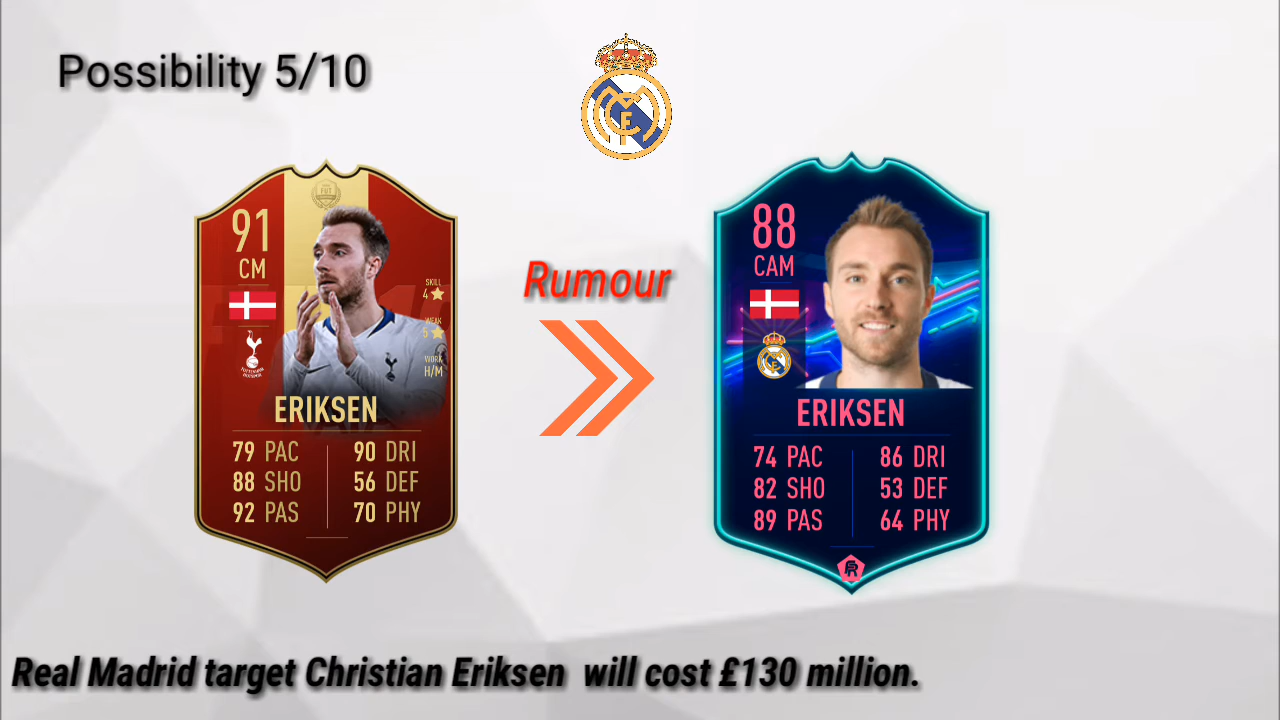 Possibility 5/10
91
CM
SKILL
4
WEAK
5
WORK
H/M
TOTTENHAM
HOTSPUR
ERIKSEN
79 PAC 90 DRI
88 SHO 56 DEF
92 PAS 70 PHY
Rumour
88
CAM
ERIKSEN
74 PAC 86 DRI
82 SHO 53 DEF
89 PAS 64 PHY
Real Madrid target Christian Eriksen will cost £130 million.